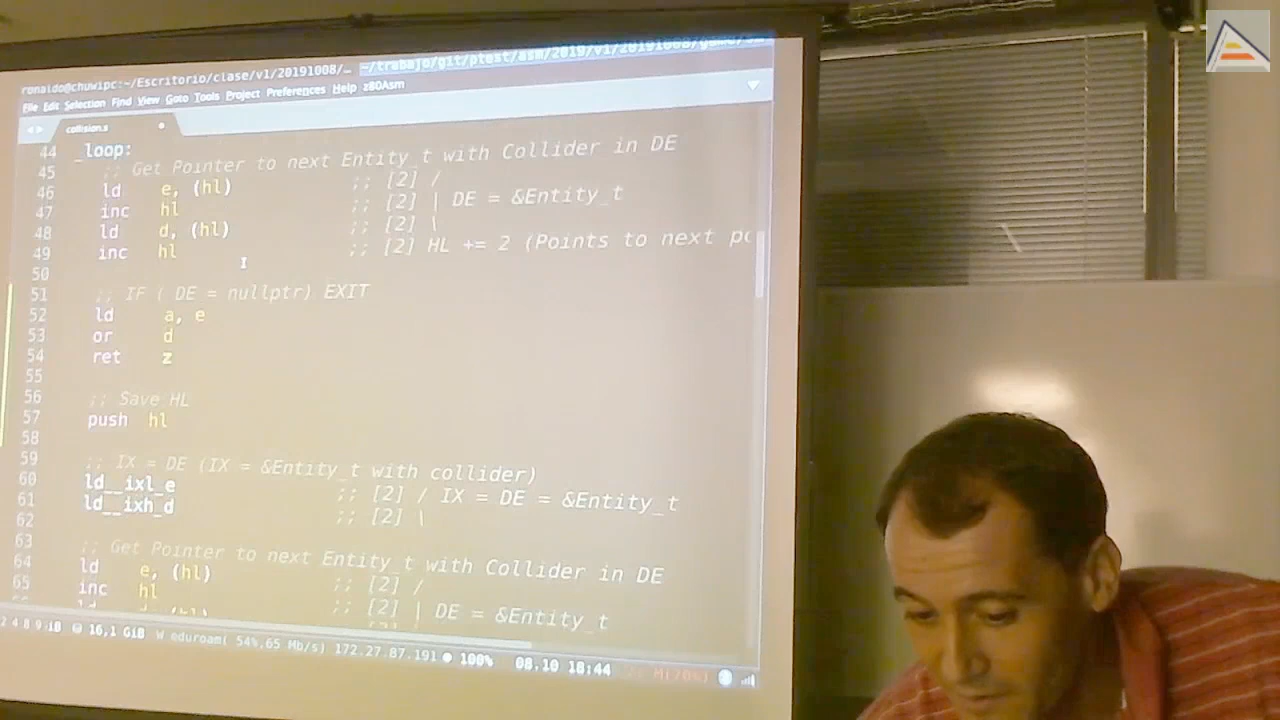 ronaldo@chuwipc:~/Escritorio/clase/v1/20191008/… ~/trabajo/git/ptest/asm/2019/v1/20191008/game/
File Edit Selection Find View Goto Tools Project Preferences Help z80Asm
collision.s
44 _loop:
45 ;; Get Pointer to next Entity_t with Collider in DE
46 ld e, (hl) ;; [2] /
47 inc hl ;; [2] | DE = &Entity_t
48 ld d, (hl) ;; [2] \
49 inc hl ;; [2] HL += 2 (Points to next
50
51 ;; IF ( DE = nullptr) EXIT
52 ld a, e
53 or d
54 ret z
55
56 ;; Save HL
57 push hl
58
59 ;; IX = DE (IX = &Entity_t with collider)
60 ld__ixl_e ;; [2] / IX = DE = &Entity_t
61 ld__ixh_d ;; [2] \
62
63 ;; Get Pointer to next Entity_t with Collider in DE
64 ld e, (hl) ;; [2] /
65 inc hl ;; [2] | DE = &Entity_t
16,1 GiB W eduroam( 54%,65 Mb/s) 172.27.87.191 100% 08.10 18:44